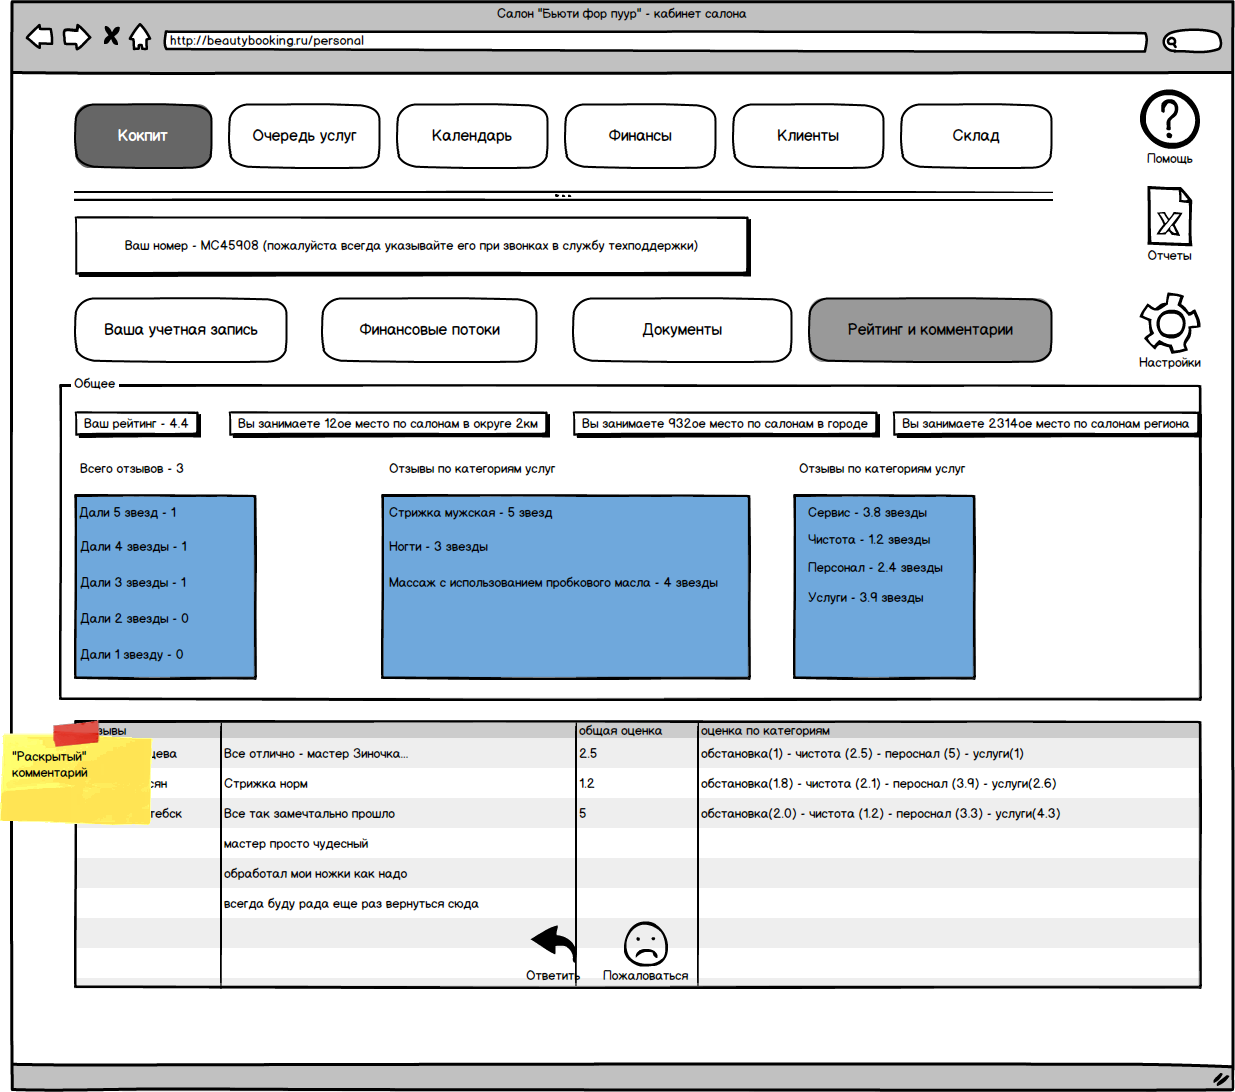 Салон "Бьюти фор пуур" - кабинет салона
http://beautybooking.ru/personal
Кокпит
Очередь услуг
Календарь
Финансы
Клиенты
Склад
Помощь
Отчеты
Настройки
Ваш номер - МС45908 (пожалуйста всегда указывайте его при звонках в службу техподдержки)
Ваша учетная запись
Финансовые потоки
Документы
Рейтинг и комментарии
Общее
Ваш рейтинг - 4.4
Вы занимаете 12ое место по салонам в округе 2км
Вы занимаете 932ое место по салонам в городе
Вы занимаете 2314ое место по салонам региона
Всего отзывов - 3
Дали 5 звезд - 1
Дали 4 звезды - 1
Дали 3 звезды - 1
Дали 2 звезды - 0
Дали 1 звезду - 0
Отзывы по категориям услуг
Стрижка мужская - 5 звезд
Ногти - 3 звезды
Массаж с использованием пробкового масла - 4 звезды
Отзывы по категориям услуг
Сервис - 3.8 звезды
Чистота - 1.2 звезды
Персонал - 2.4 звезды
Услуги - 3.9 звезды
"Раскрытый"
комментарий
зывы общая оценка оценка по категориям
цева Все отлично - мастер Зиночка... 2.5 обстановка(1) - чистота (2.5) - пероснал (5) - услуги(1)
сян Стрижка норм 1.2 обстановка(1.8) - чистота (2.1) - пероснал (3.9) - услуги(2.6)
тебск Все так замечтально прошло 5 обстановка(2.0) - чистота (1.2) - пероснал (3.3) - услуги(4.3)
мастер просто чудесный
обработал мои ножки как надо
всегда буду рада еще раз вернуться сюда
Ответить
Пожаловаться